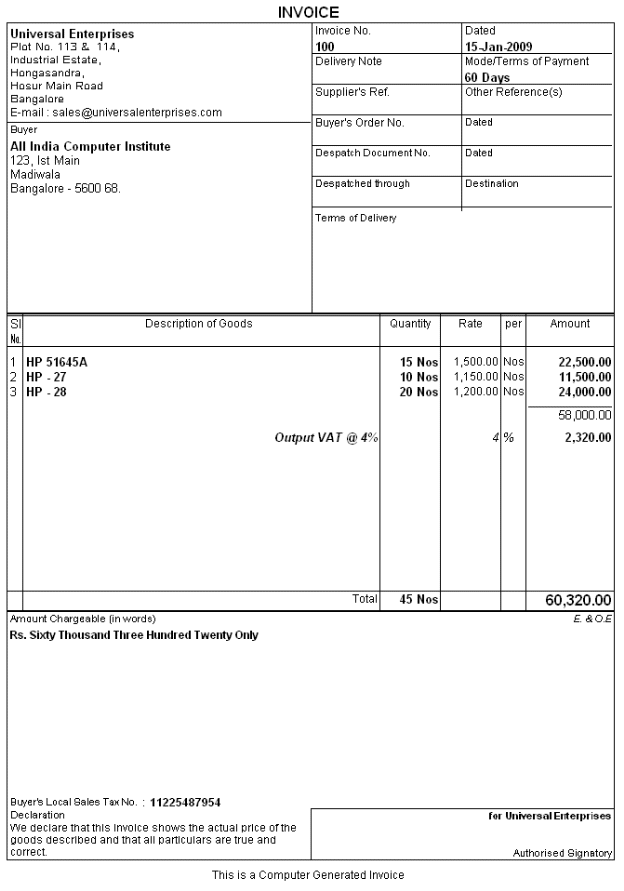 INVOICE
Universal Enterprises
Plot No. 113 & 114,
Industrial Estate,
Hongasandra,
Hosur Main Road
Bangalore
E-mail : sales@universalenterprises.com
Buyer
All India Computer Institute
123, Ist Main
Madiwala
Bangalore - 5600 68.
Invoice No.
100
Dated
15-Jan-2009
Delivery Note
Mode/Terms of Payment
60 Days
Supplier's Ref.
Other Reference(s)
Buyer's Order No.
Dated
Despatch Document No.
Dated
Despatched through
Destination
Terms of Delivery
Sl No. Description of Goods Quantity Rate per Amount
1 HP 51645A 15 Nos 1,500.00 Nos 22,500.00
2 HP - 27 10 Nos 1,150.00 Nos 11,500.00
3 HP - 28 20 Nos 1,200.00 Nos 24,000.00
58,000.00
Output VAT @ 4% 4 % 2,320.00
Total 45 Nos 60,320.00
Amount Chargeable (in words) E. & O.E
Rs. Sixty Thousand Three Hundred Twenty Only
Buyer's Local Sales Tax No. : 11225487954
Declaration
We declare that this invoice shows the actual price of the
goods described and that all particulars are true and
correct.
for Universal Enterprises
Authorised Signatory
This is a Computer Generated Invoice